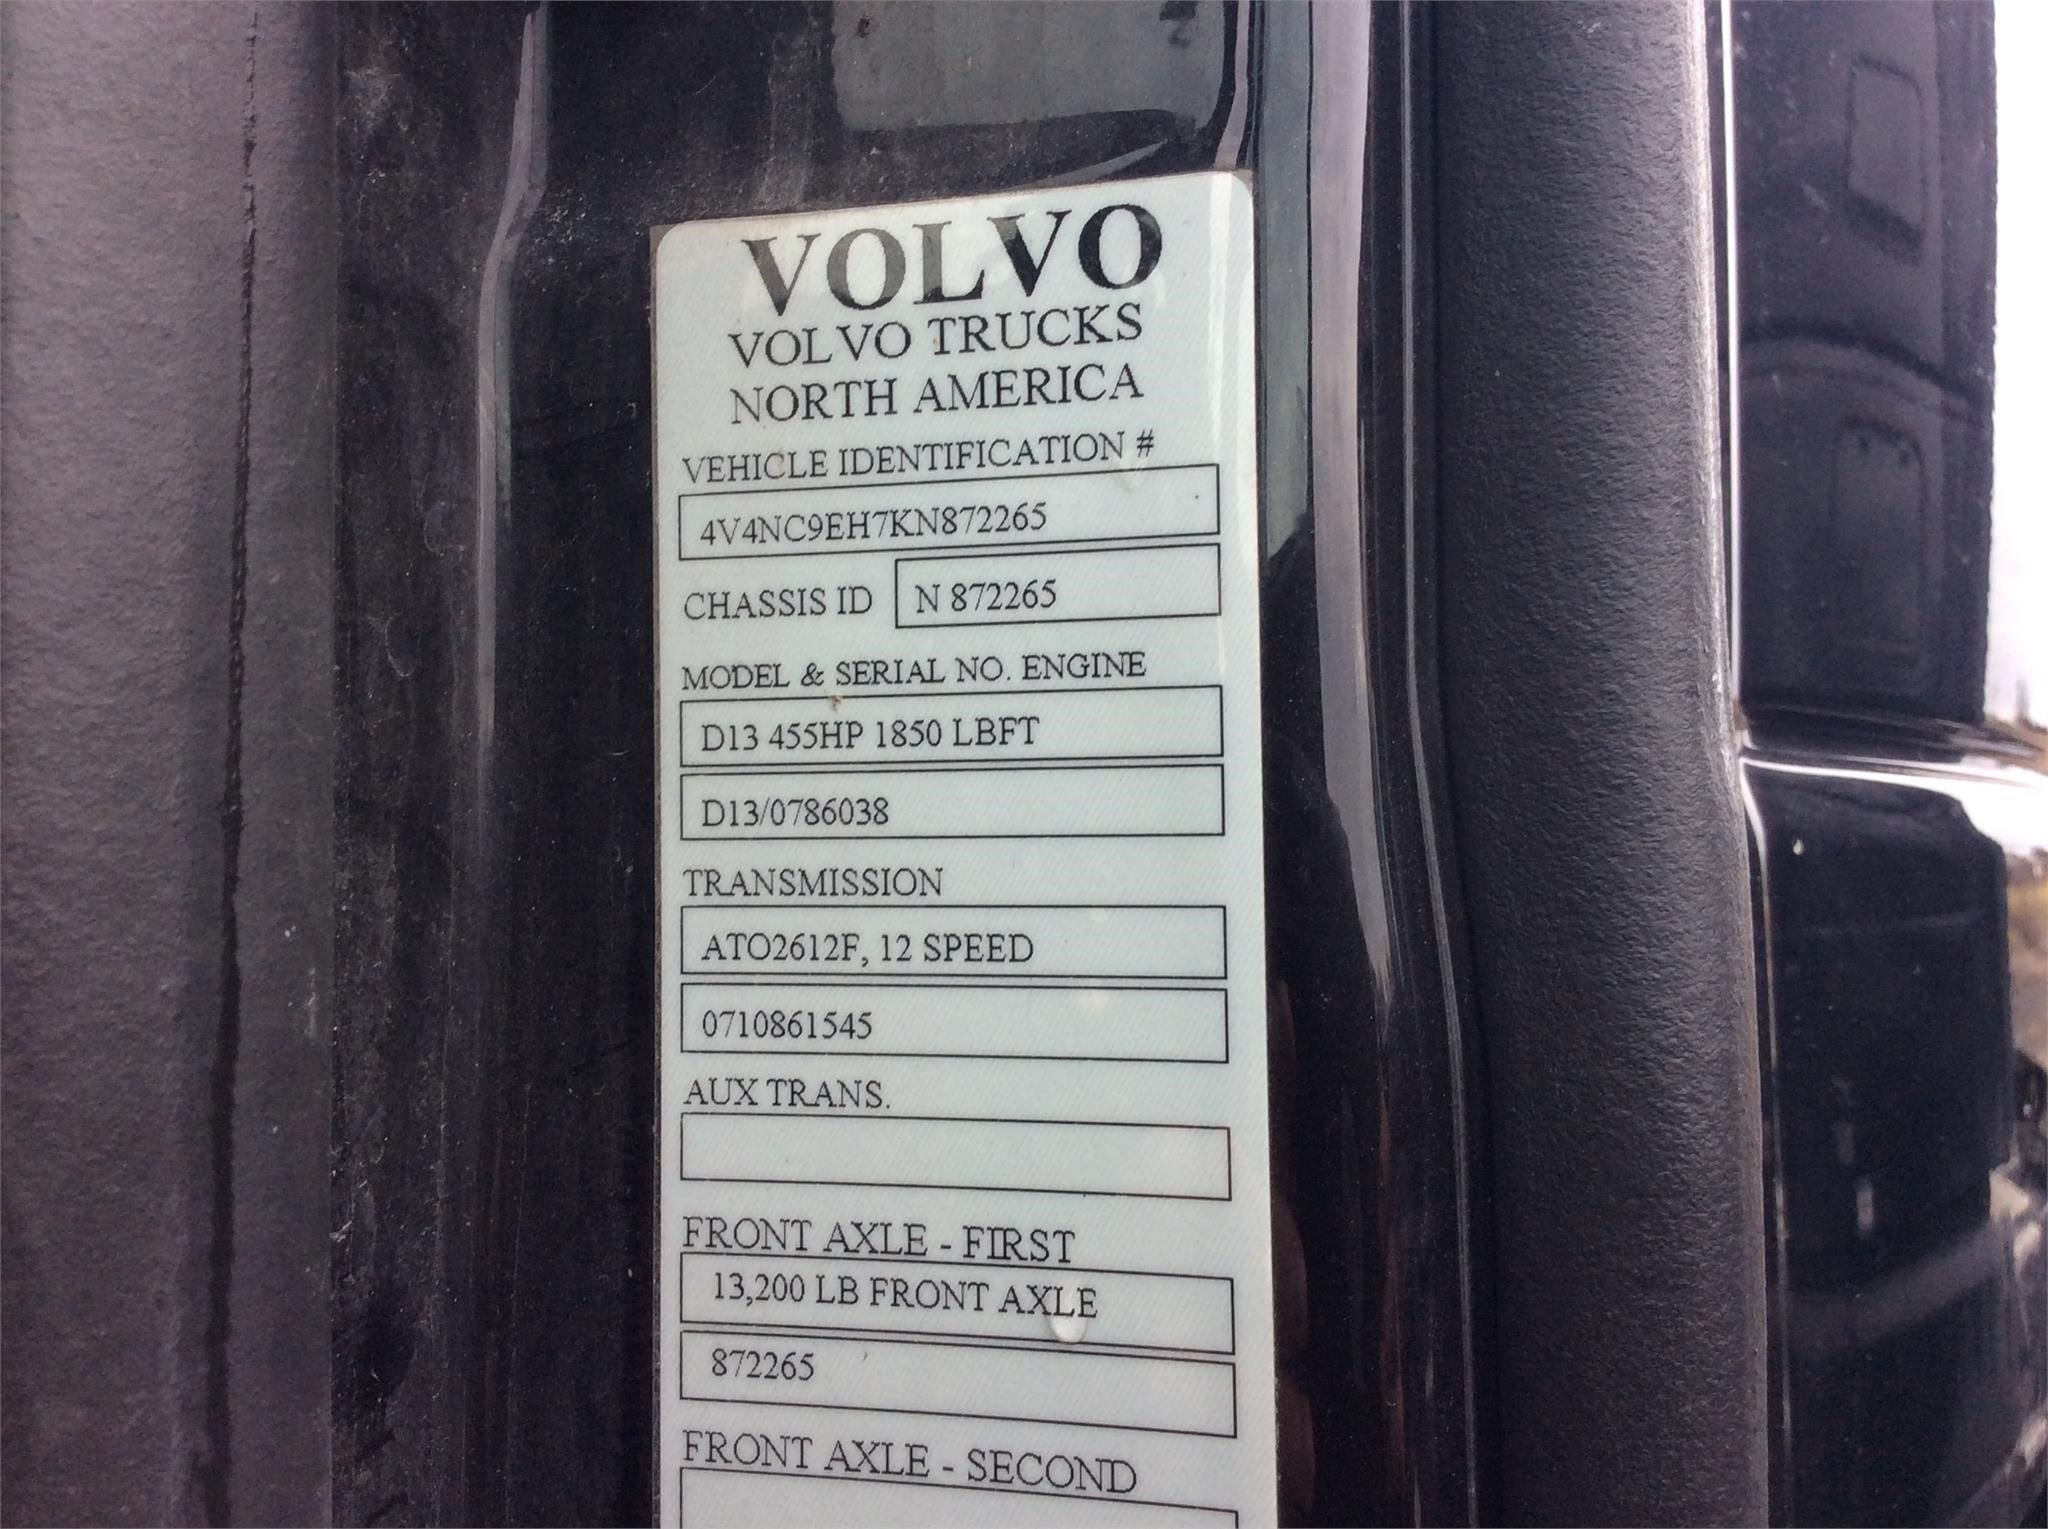 VOLVO
VOLVO TRUCKS
NORTH AMERICA
VEHICLE IDENTIFICATION #
4V4NC9EH7KN872265
CHASSIS ID N 872265
MODEL & SERIAL NO. ENGINE
D13 455HP 1850 LBFT
D13/0786038
TRANSMISSION
ATO2612F, 12 SPEED
0710861545
AUX TRANS.
FRONT AXLE - FIRST
13,200 LB FRONT AXLE
872265
FRONT AXLE - SECOND